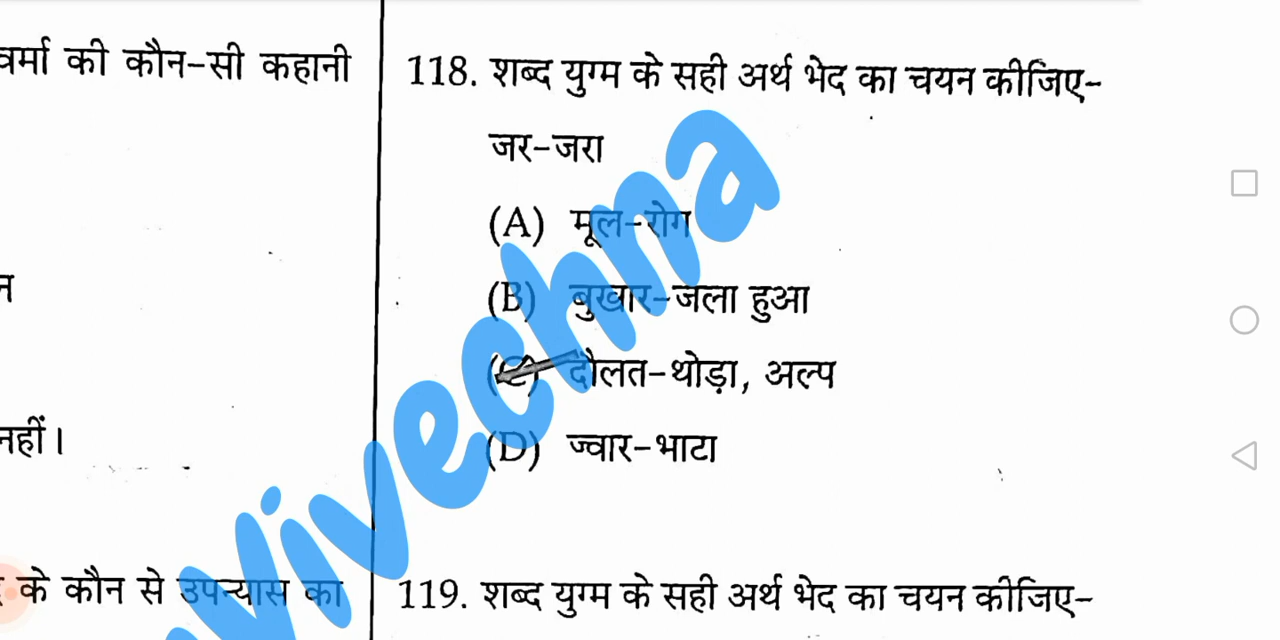 वर्मा की कौन-सी कहानी
न
नहीं।
के कौन से उपन्यास का
118. शब्द युग्म के सही अर्थ भेद का चयन कीजिए-
जर-जरा
(A) मूल-रोग
(B) बुखार-जला हुआ
(C) दौलत-थोड़ा, अल्प
(D) ज्वार-भाटा
119. शब्द युग्म के सही अर्थ भेद का चयन कीजिए-
vivechna